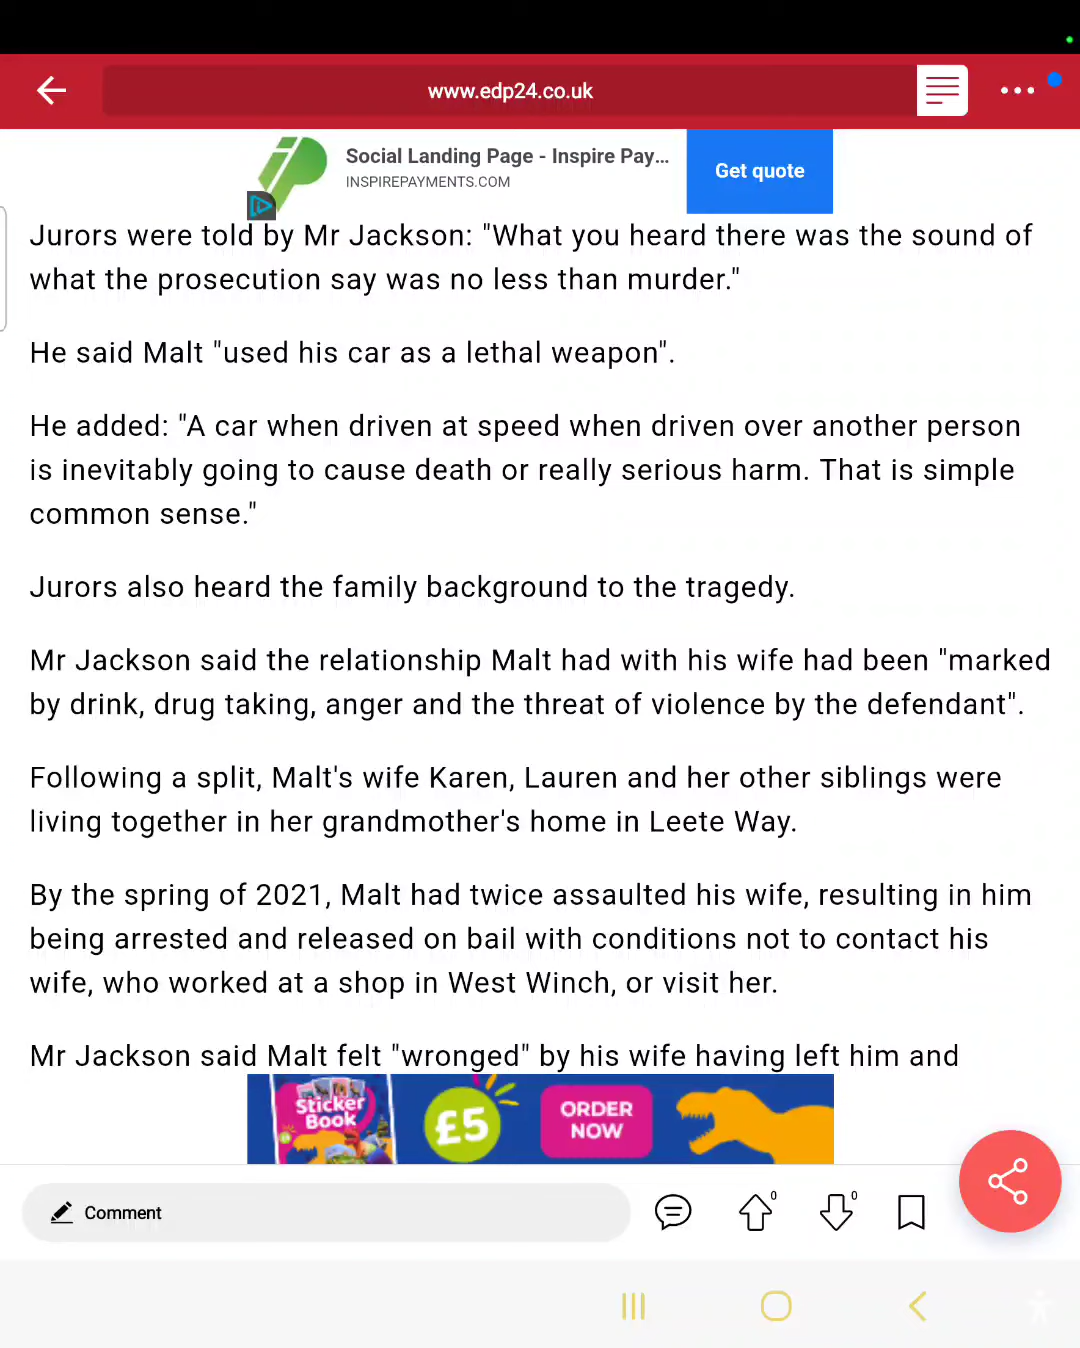 www.edp24.co.uk
Social Landing Page - Inspire Pay...
INSPIREPAYMENTS.COM
Get quote
Jurors were told by Mr Jackson: "What you heard there was the sound of
what the prosecution say was no less than murder."
He said Malt "used his car as a lethal weapon".
He added: "A car when driven at speed when driven over another person
is inevitably going to cause death or really serious harm. That is simple
common sense."
Jurors also heard the family background to the tragedy.
Mr Jackson said the relationship Malt had with his wife had been "marked
by drink, drug taking, anger and the threat of violence by the defendant".
Following a split, Malt's wife Karen, Lauren and her other siblings were
living together in her grandmother's home in Leete Way.
By the spring of 2021, Malt had twice assaulted his wife, resulting in him
being arrested and released on bail with conditions not to contact his
wife, who worked at a shop in West Winch, or visit her.
Mr Jackson said Malt felt "wronged" by his wife having left him and
Sticker
Book
£5
ORDER
NOW
Comment
0
0